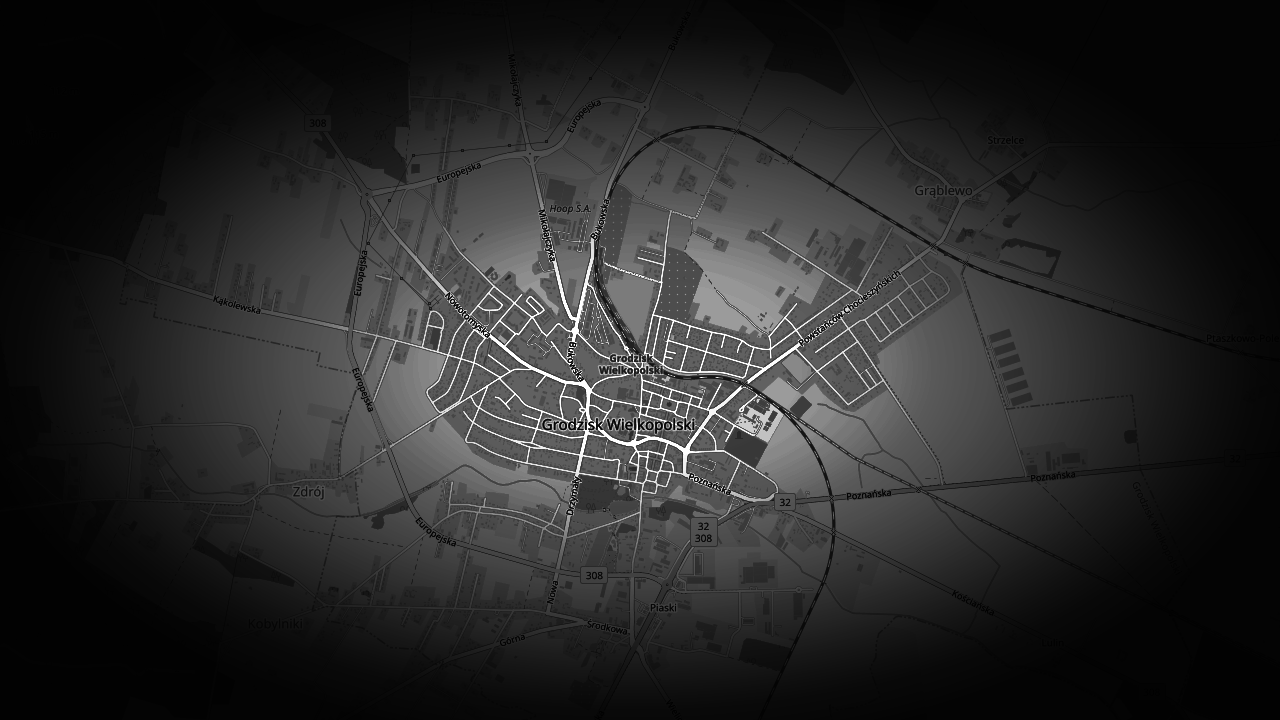 Bukowska
Mikołajczyka
Europejska
308
Strzelce
Europejska
Grąblewo
Hoop S.A.
Bukowska
Mikołajczyka
Europejska
Powstańców Chocieszyńskich
Kąkolewska
Nowotomyska
Bukowska
Grodzisk
Wielkopolski
Europejska
Grodzisk Wielkopolski
Poznańska
Poznańska
Poznańska
Zdrój
Drzymały
32
32
308
Europejska
308
Nowa
Kościańska
Piaski
Kobylniki
Środkowa
Górna